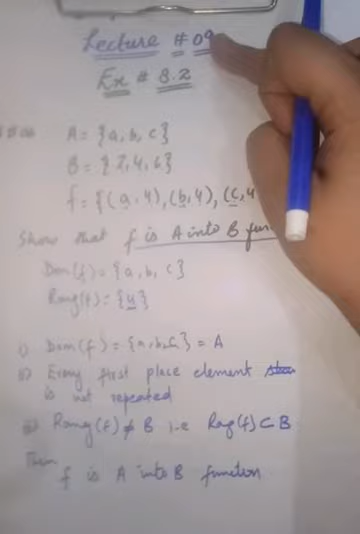 Lecture # 09
Ex # 8.2
A = {a, b, c}
B = {2, 4, 6}
f = {(a, 4), (b, 4), (c, 4
Show that f is A into B fun
Dom(f) = {a, b, c}
Rang(f) = {4}
i) Dom(f) = {a, b, c} = A
ii) Every first place element
is not repeated
iii) Rang(f) ≠ B i.e Rag(f) ⊂ B
Then
f is A into B function